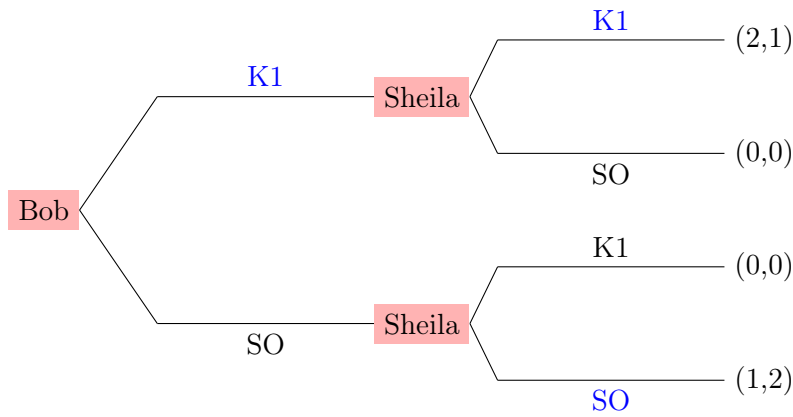 K1
(2,1)
K1
Sheila
(0,0)
SO
Bob
K1
(0,0)
Sheila
SO
(1,2)
SO